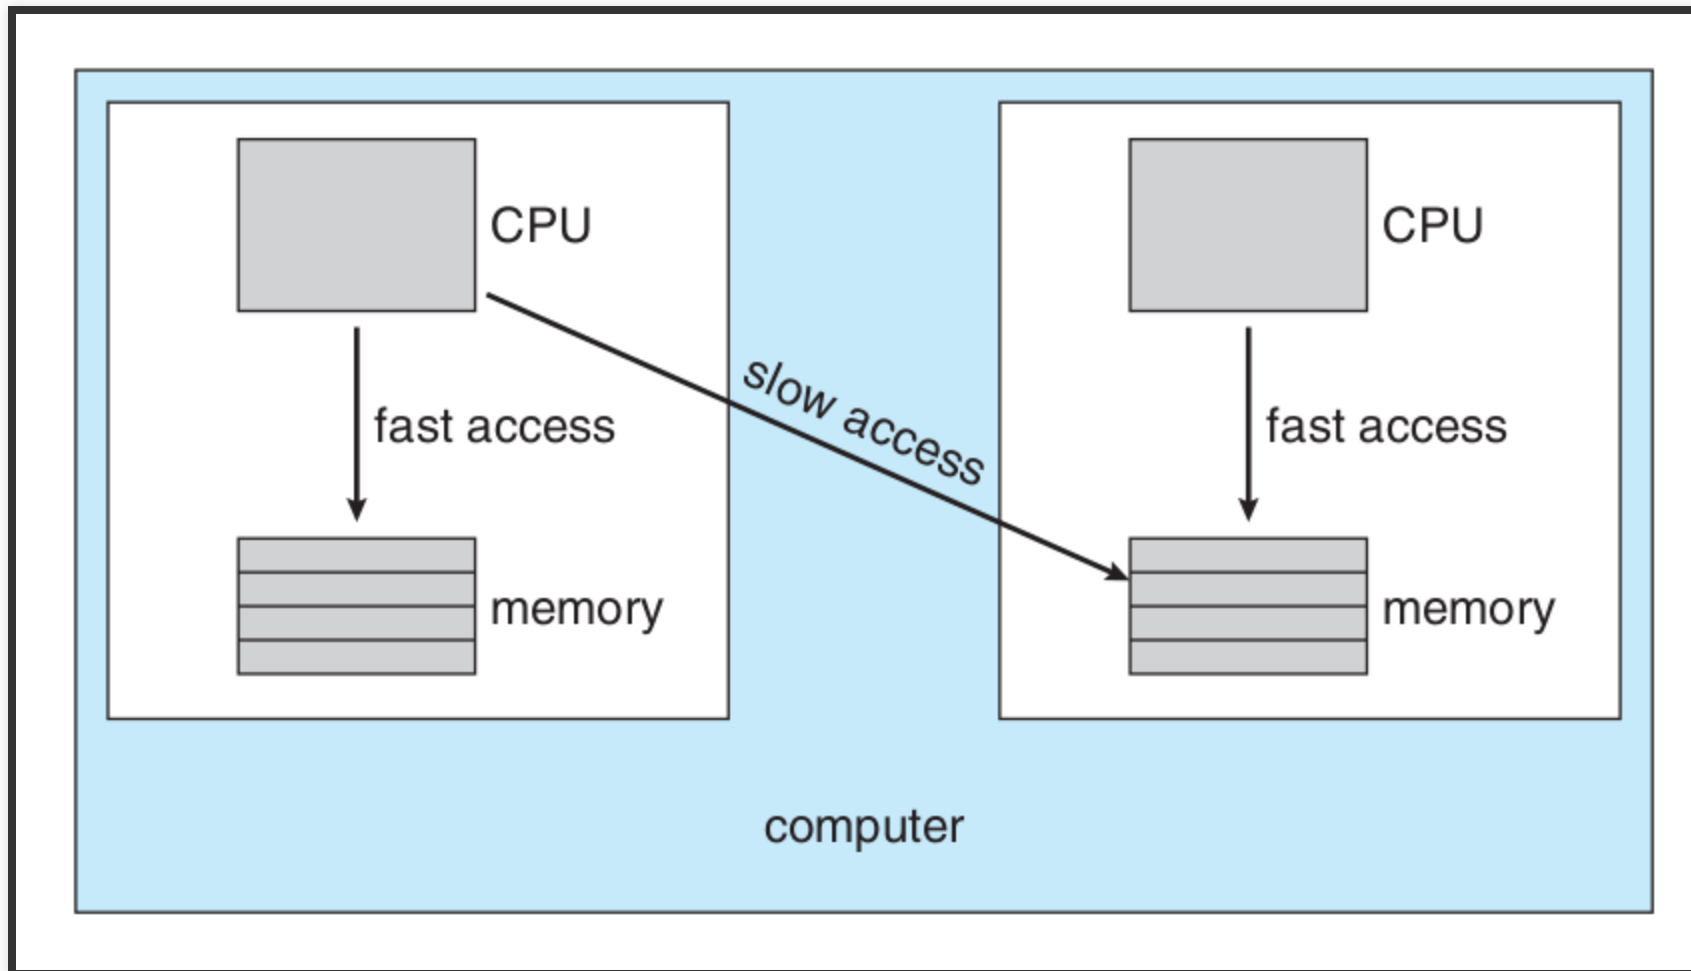 CPU
CPU
slow access
fast access
fast access
memory
memory
computer